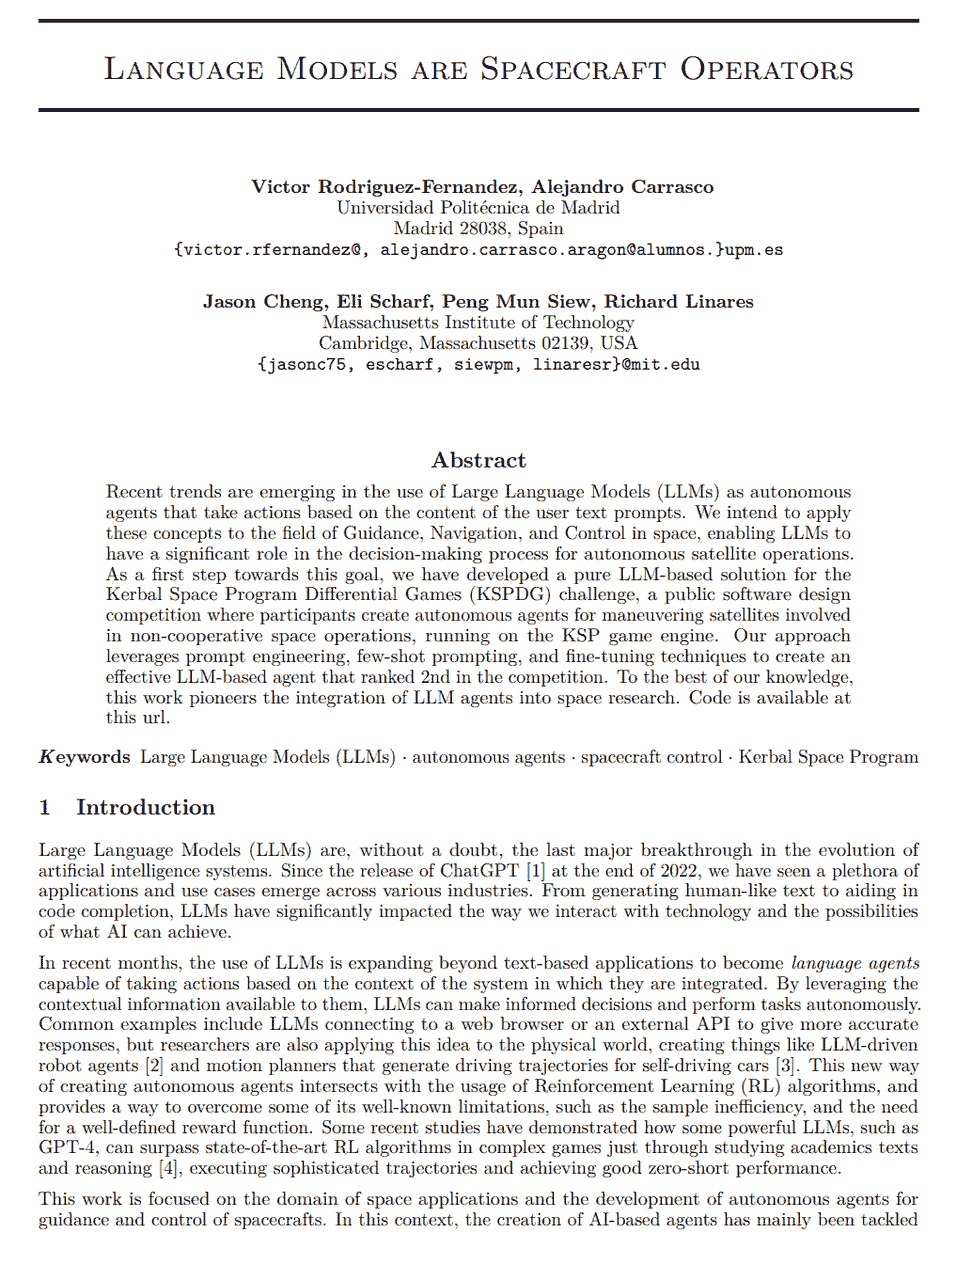 LANGUAGE MODELS ARE SPACECRAFT OPERATORS
Victor Rodriguez-Fernandez, Alejandro Carrasco
Universidad Politécnica de Madrid
Madrid 28038, Spain
{victor.rfernandez@, alejandro.carrasco.aragon@alumnos.}upm.es
Jason Cheng, Eli Scharf, Peng Mun Siew, Richard Linares
Massachusetts Institute of Technology
Cambridge, Massachusetts 02139, USA
{jasonc75, escharf, siewpm, linaresr}@mit.edu
Abstract
Recent trends are emerging in the use of Large Language Models (LLMs) as autonomous
agents that take actions based on the content of the user text prompts. We intend to apply
these concepts to the field of Guidance, Navigation, and Control in space, enabling LLMs to
have a significant role in the decision-making process for autonomous satellite operations.
As a first step towards this goal, we have developed a pure LLM-based solution for the
Kerbal Space Program Differential Games (KSPDG) challenge, a public software design
competition where participants create autonomous agents for maneuvering satellites involved
in non-cooperative space operations, running on the KSP game engine. Our approach
leverages prompt engineering, few-shot prompting, and fine-tuning techniques to create an
effective LLM-based agent that ranked 2nd in the competition. To the best of our knowledge,
this work pioneers the integration of LLM agents into space research. Code is available at
this url.
Keywords Large Language Models (LLMs) · autonomous agents · spacecraft control · Kerbal Space Program
1 Introduction
Large Language Models (LLMs) are, without a doubt, the last major breakthrough in the evolution of
artificial intelligence systems. Since the release of ChatGPT [1] at the end of 2022, we have seen a plethora of
applications and use cases emerge across various industries. From generating human-like text to aiding in
code completion, LLMs have significantly impacted the way we interact with technology and the possibilities
of what AI can achieve.
In recent months, the use of LLMs is expanding beyond text-based applications to become language agents
capable of taking actions based on the context of the system in which they are integrated. By leveraging the
contextual information available to them, LLMs can make informed decisions and perform tasks autonomously.
Common examples include LLMs connecting to a web browser or an external API to give more accurate
responses, but researchers are also applying this idea to the physical world, creating things like LLM-driven
robot agents [2] and motion planners that generate driving trajectories for self-driving cars [3]. This new way
of creating autonomous agents intersects with the usage of Reinforcement Learning (RL) algorithms, and
provides a way to overcome some of its well-known limitations, such as the sample inefficiency, and the need
for a well-defined reward function. Some recent studies have demonstrated how some powerful LLMs, such as
GPT-4, can surpass state-of-the-art RL algorithms in complex games just through studying academics texts
and reasoning [4], executing sophisticated trajectories and achieving good zero-short performance.
This work is focused on the domain of space applications and the development of autonomous agents for
guidance and control of spacecrafts. In this context, the creation of AI-based agents has mainly been tackled